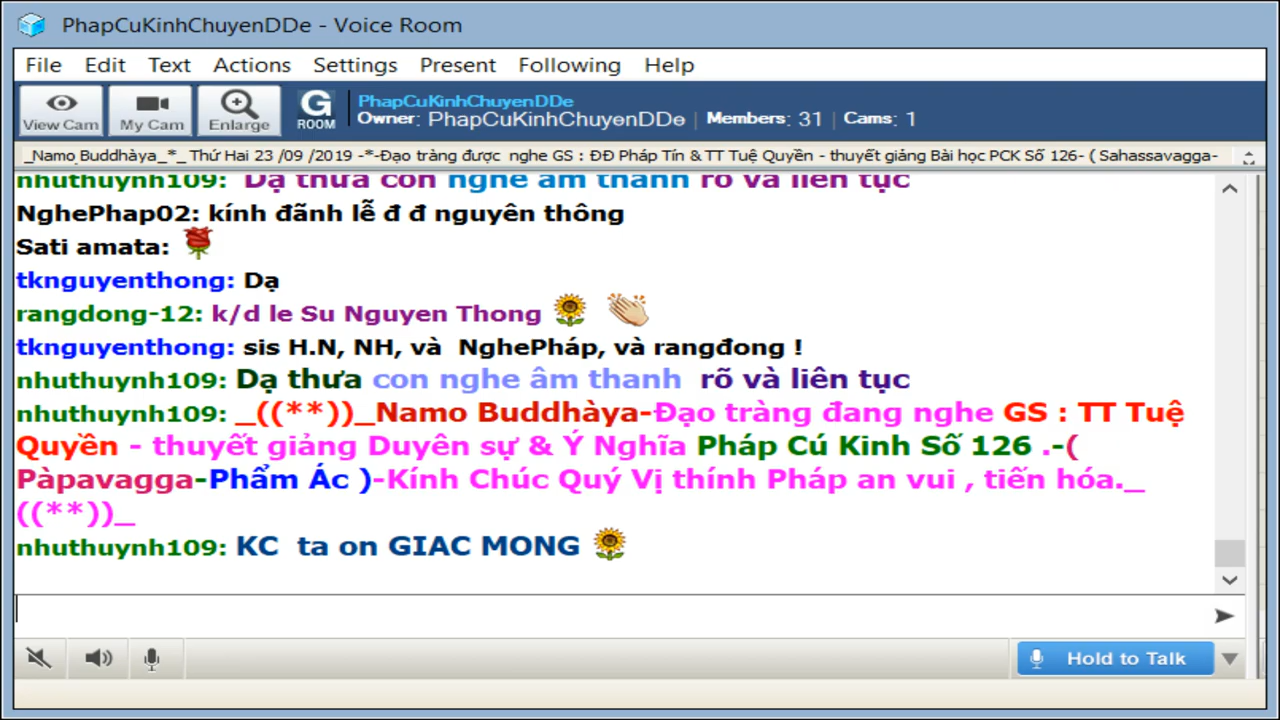 PhapCuKinhChuyenDDe - Voice Room
File Edit Text Actions Settings Present Following Help
View Cam My Cam Enlarge G ROOM
PhapCuKinhChuyenDDe
Owner: PhapCuKinhChuyenDDe | Members: 31 | Cams: 1
_Namo Buddhàya_*_ Thứ Hai 23 /09 /2019 -*-Đạo tràng được nghe GS : ĐĐ Pháp Tín & TT Tuệ Quyền - thuyết giảng Bài học PCK Số 126- ( Sahassavagga-
nhuthuynh109: Dạ thưa con nghe âm thanh rõ và liên tục
NghePhap02: kính đãnh lễ đ đ nguyên thông
Sati amata:
tknguyenthong: Dạ
rangdong-12: k/d le Su Nguyen Thong
tknguyenthong: sis H.N, NH, và NghePháp, và rangđong !
nhuthuynh109: Dạ thưa con nghe âm thanh rõ và liên tục
nhuthuynh109: _((**))_Namo Buddhàya-Đạo tràng đang nghe GS : TT Tuệ
Quyền - thuyết giảng Duyên sự & Ý Nghĩa Pháp Cú Kinh Số 126 .-(
Pàpavagga-Phẩm Ác )-Kính Chúc Quý Vị thính Pháp an vui , tiến hóa._
((**))_
nhuthuynh109: KC ta on GIAC MONG
Hold to Talk